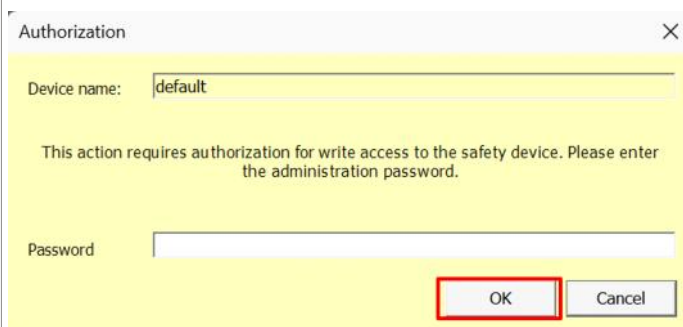 Authorization
Device name: default
This action requires authorization for write access to the safety device. Please enter
the administration password.
Password
OK Cancel